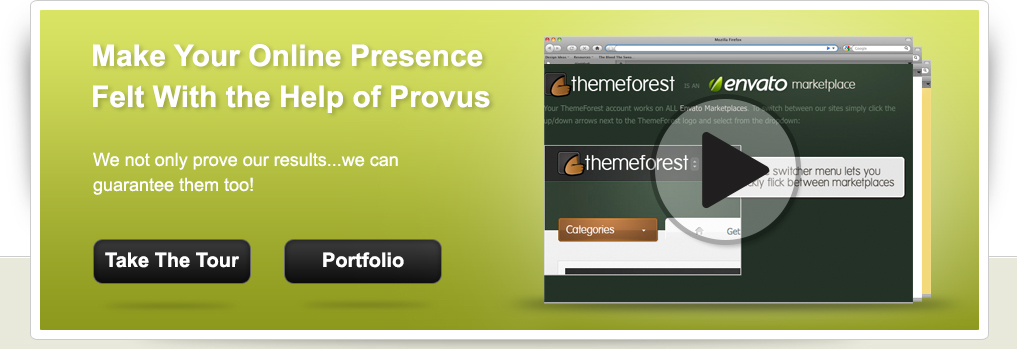 Make Your Online Presence
Felt With the Help of Provus
We not only prove our results...we can
guarantee them too!
Take The Tour
Portfolio
Mozilla Firefox
Google
themeforest IS AN envato marketplace
Your ThemeForest account works on ALL Envato Marketplaces. To switch between our sites simply click the
up/down arrows next to the ThemeForest logo and select from the dropdown:
themeforest
switcher menu lets you
flick between marketplaces
Categories
Get